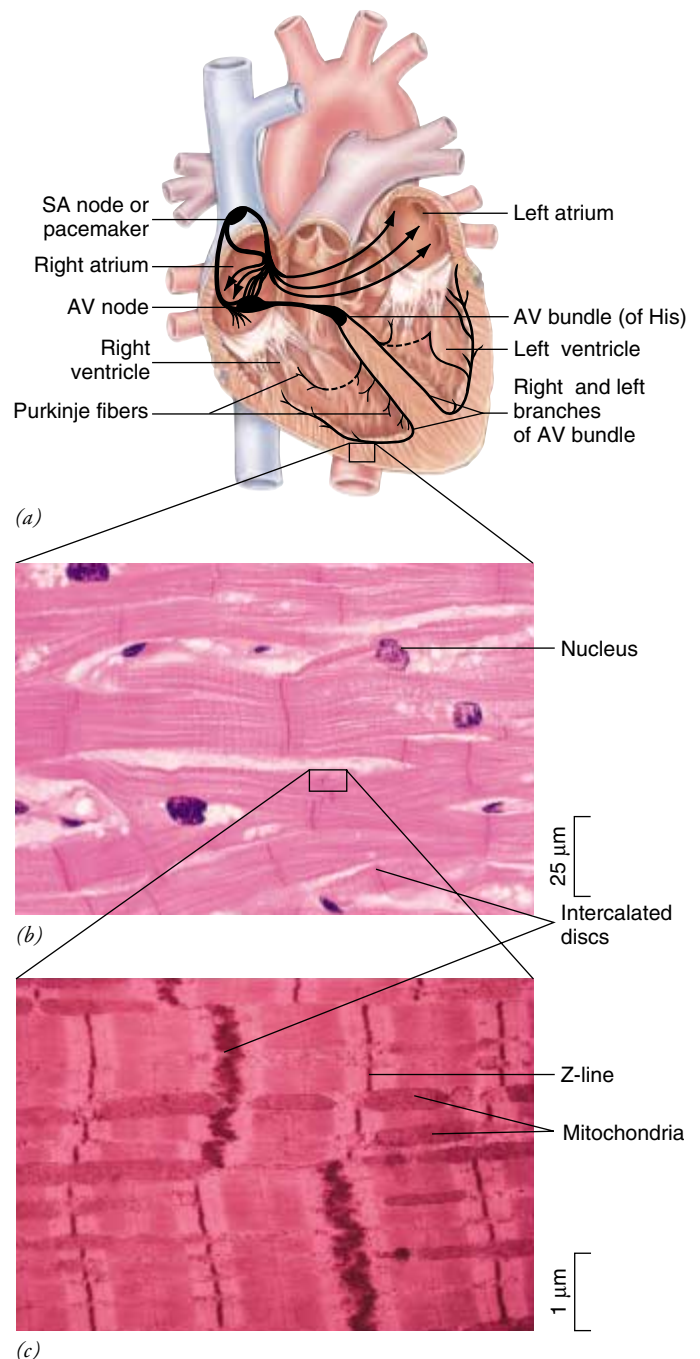 SA node or
pacemaker
Left atrium
Right atrium
AV node
AV bundle (of His)
Right
ventricle
Left ventricle
Purkinje fibers
Right and left
branches
of AV bundle
(a)
Nucleus
25 µm
Intercalated
discs
(b)
Z-line
Mitochondria
1 µm
(c)